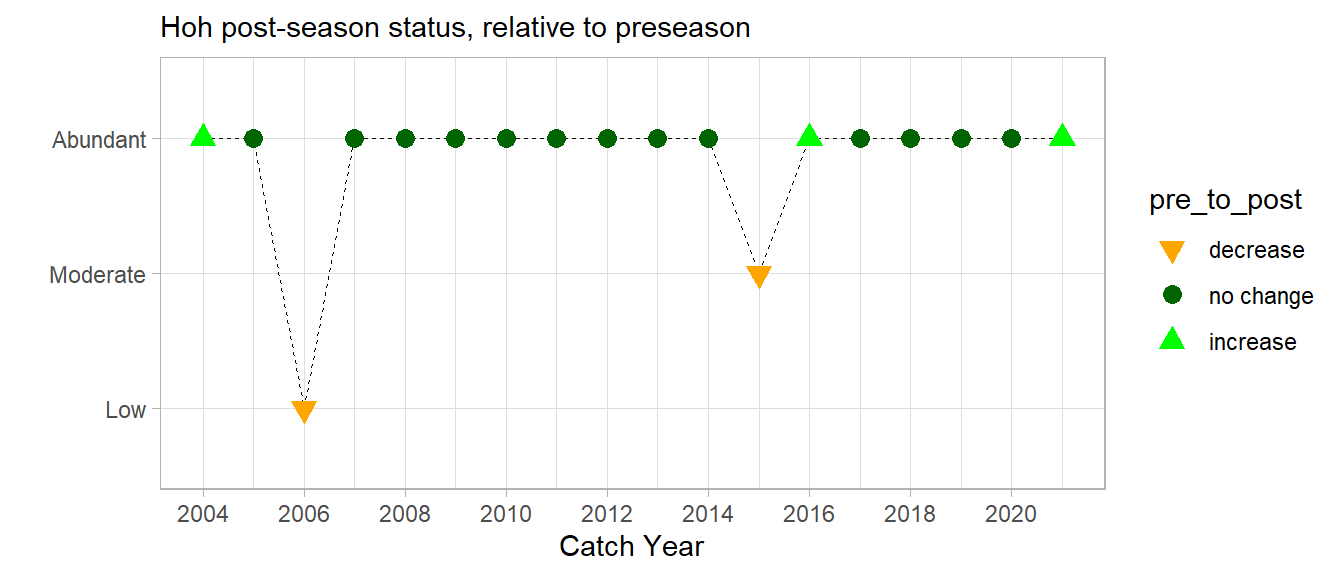 Hoh post-season status, relative to preseason
Abundant
Moderate
Low
2004 2006 2008 2010 2012 2014 2016 2018 2020
Catch Year
pre_to_post
decrease
no change
increase